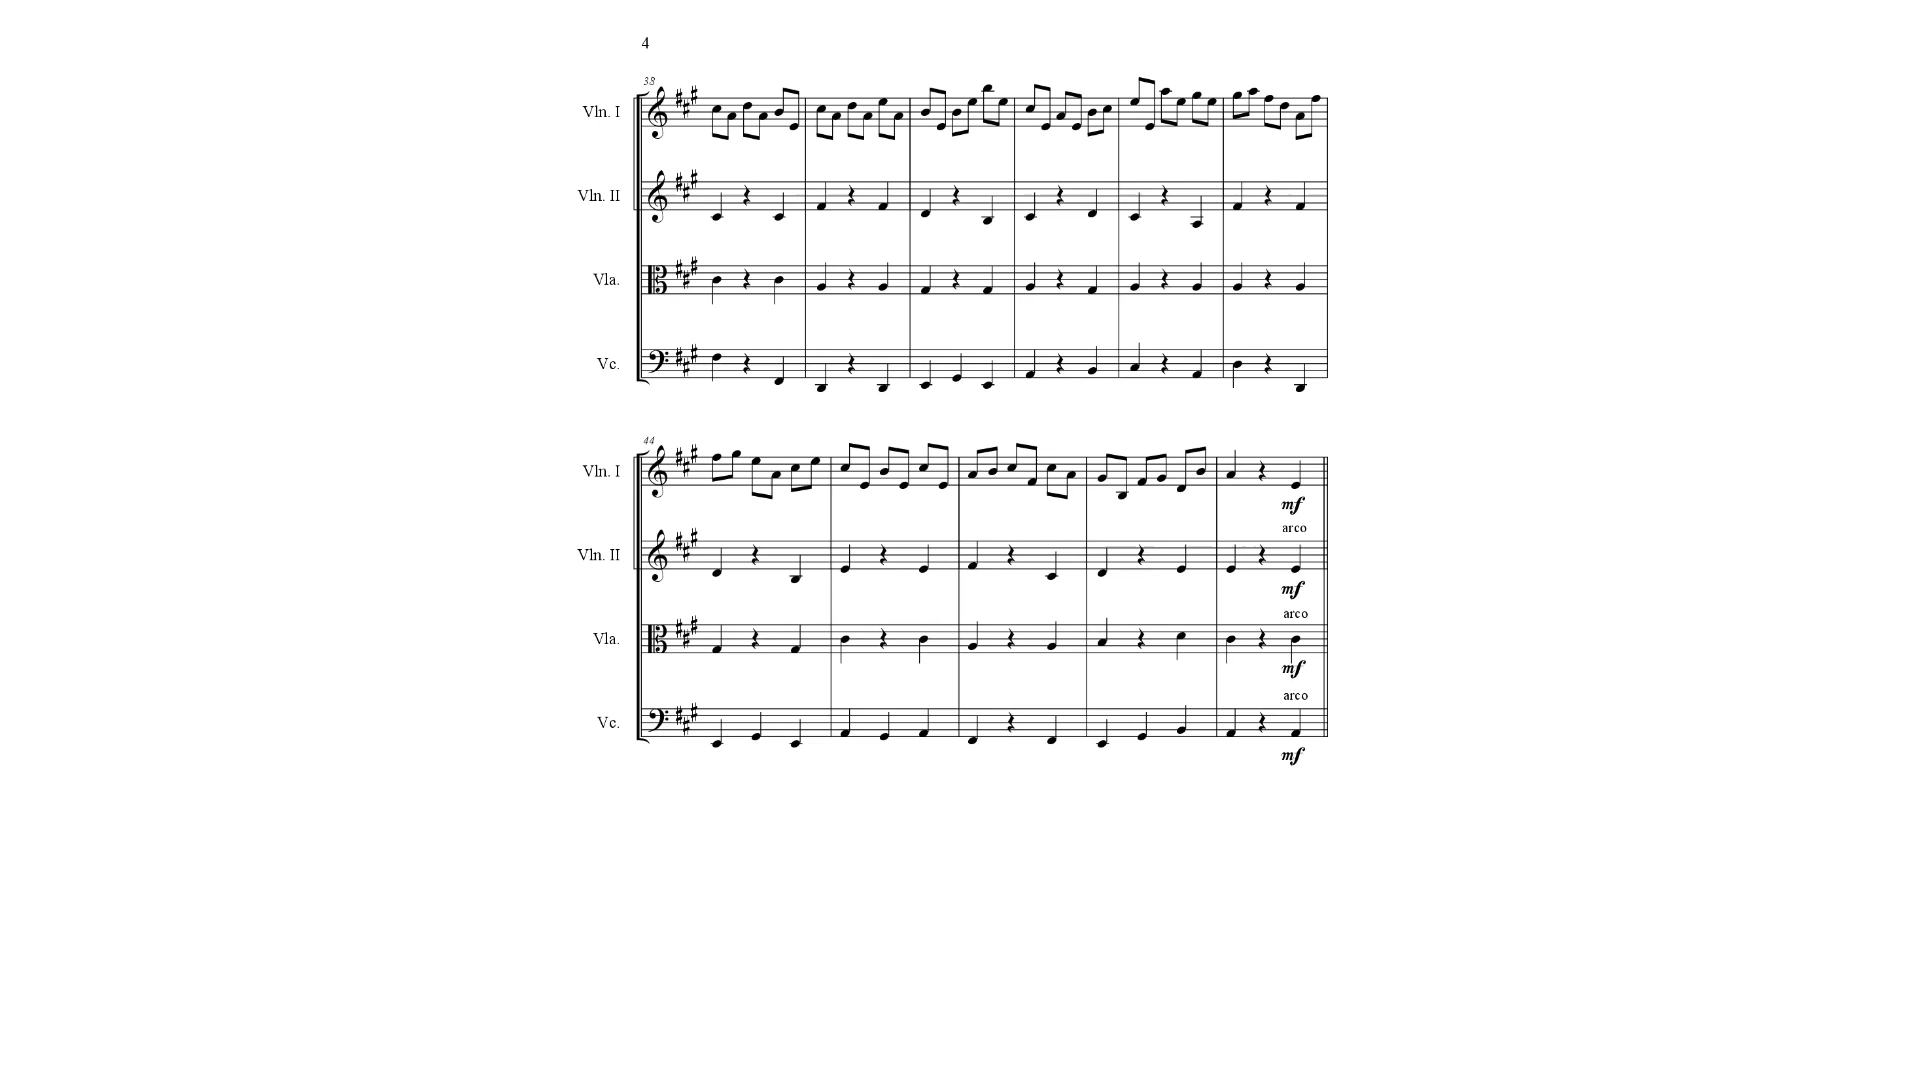 4
38
Vln. I
Vln. II
Vla.
Vc.
44
Vln. I
mf
arco
Vln. II
mf
arco
Vla.
mf
arco
Vc.
mf